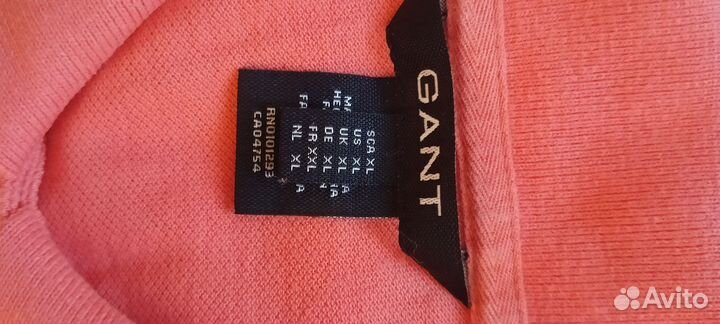 GANT
SCA XL
US XL
UK XL
DE XL
FR XXL
NL XL
RN0101293
CA04754
Avito